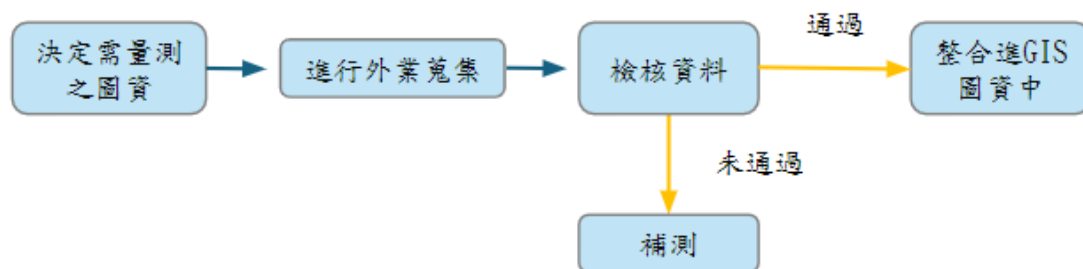 決定需量測
之圖資
進行外業蒐集
檢核資料
通過
整合進GIS
圖資中
未通過
補測